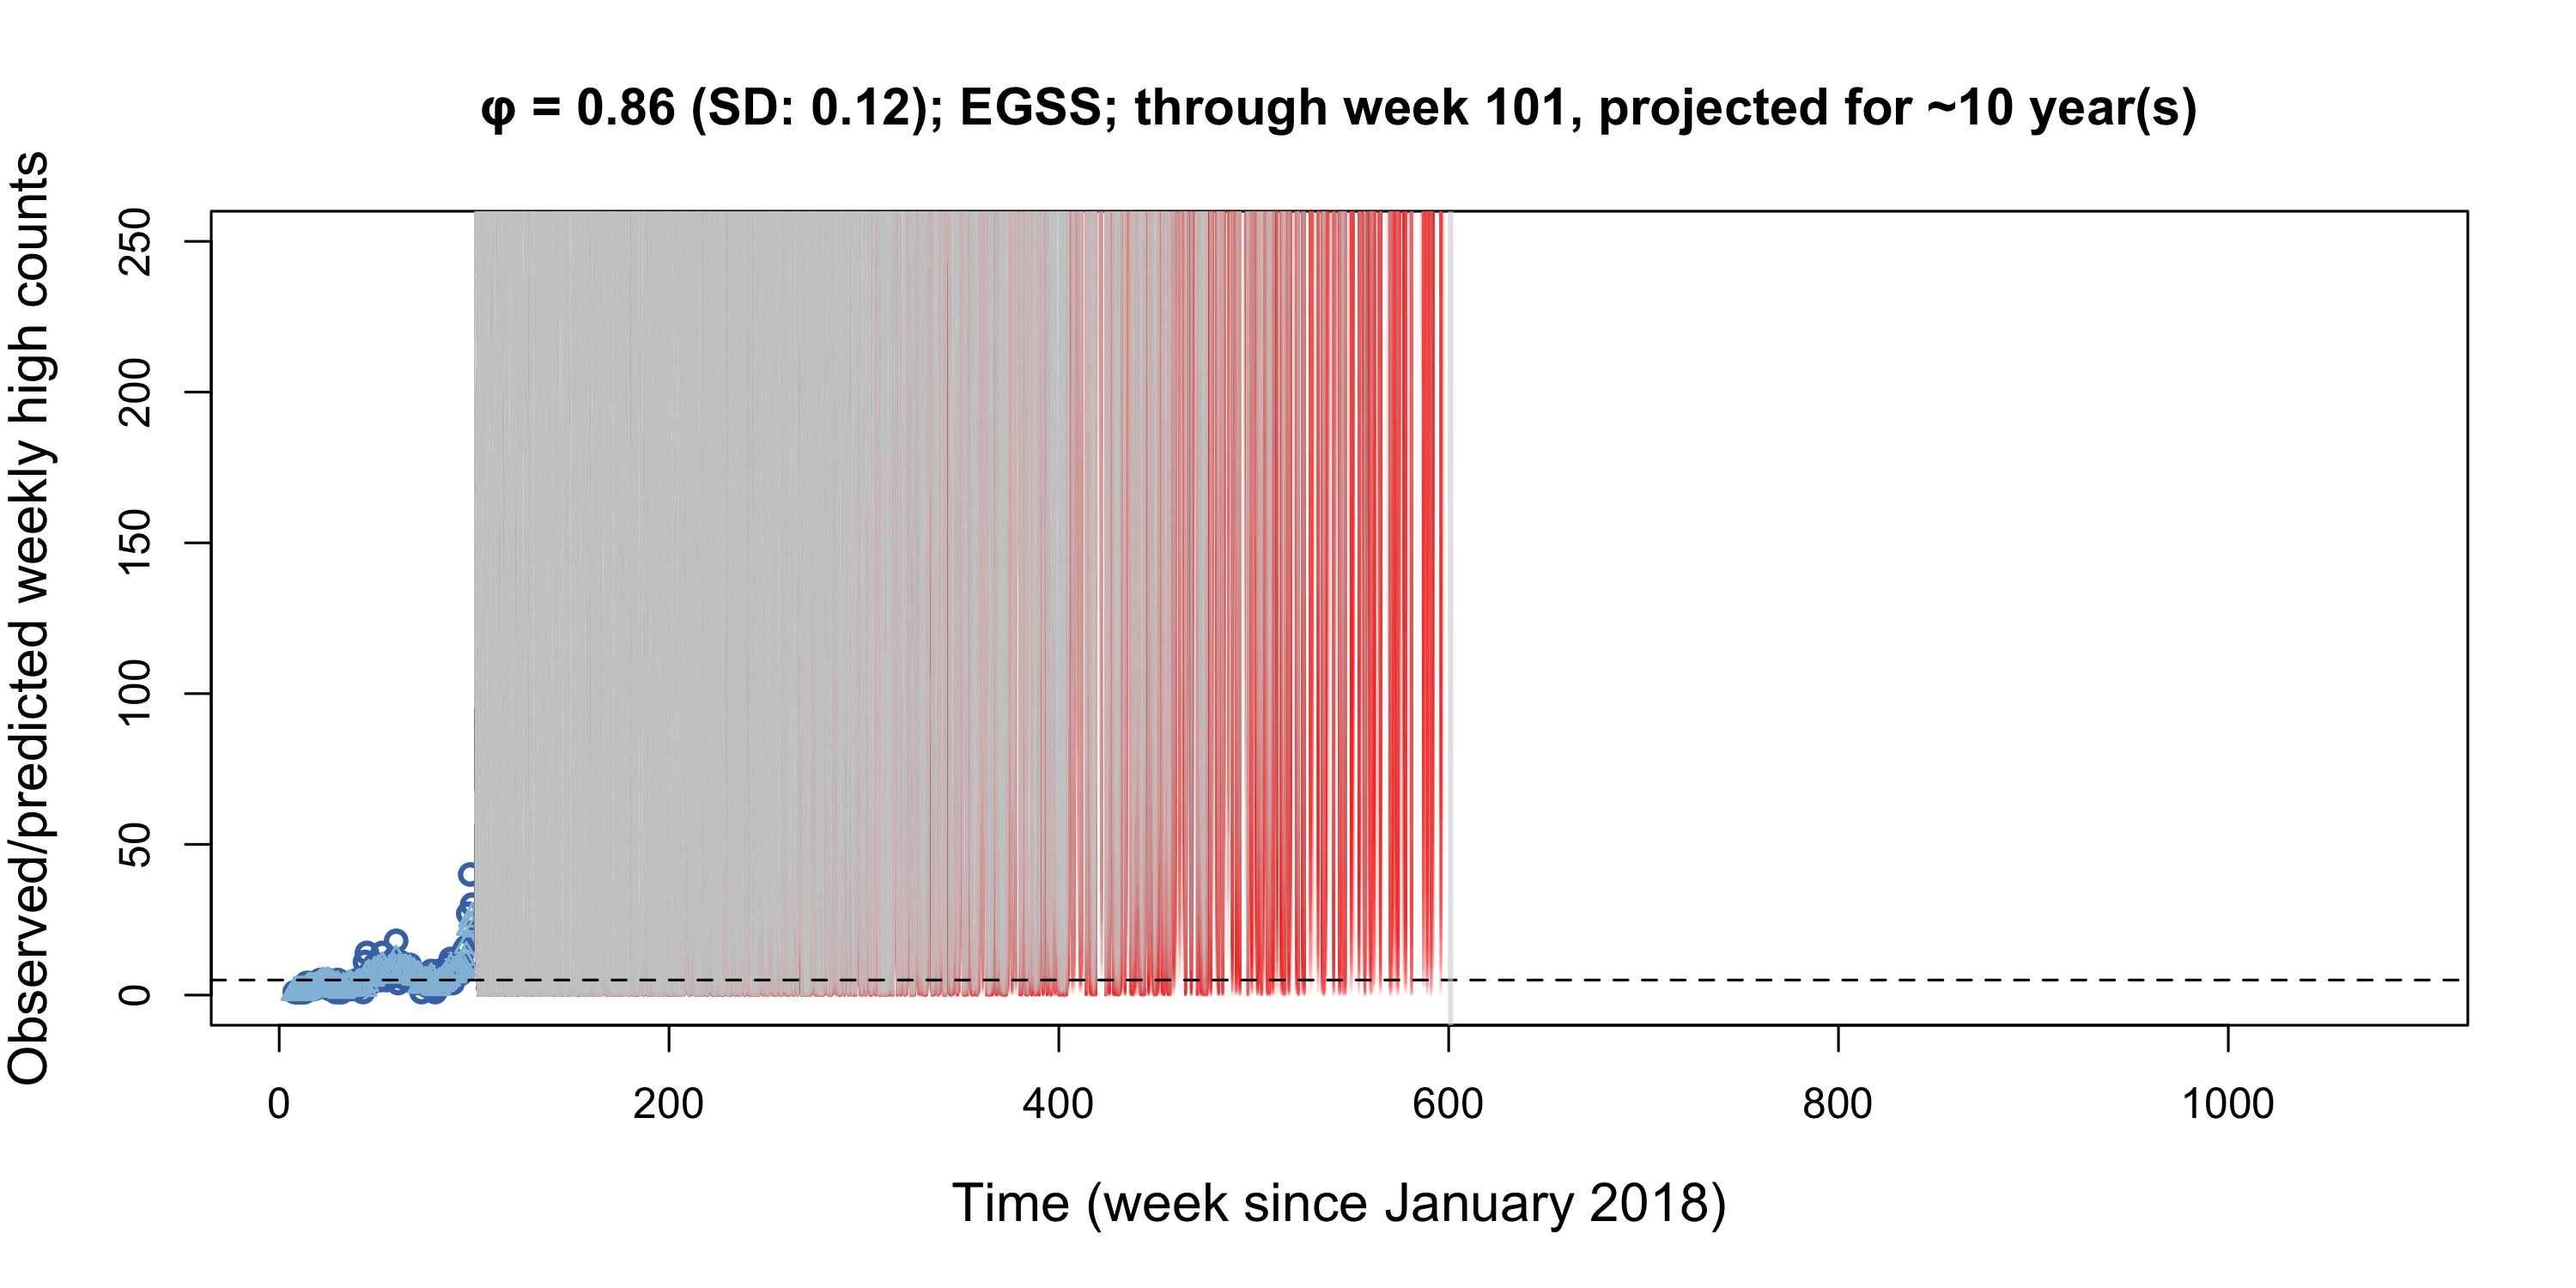 φ = 0.86 (SD: 0.12); EGSS; through week 101, projected for ~10 year(s)
Observed/predicted weekly high counts
250
200
150
100
50
0
0 200 400 600 800 1000
Time (week since January 2018)